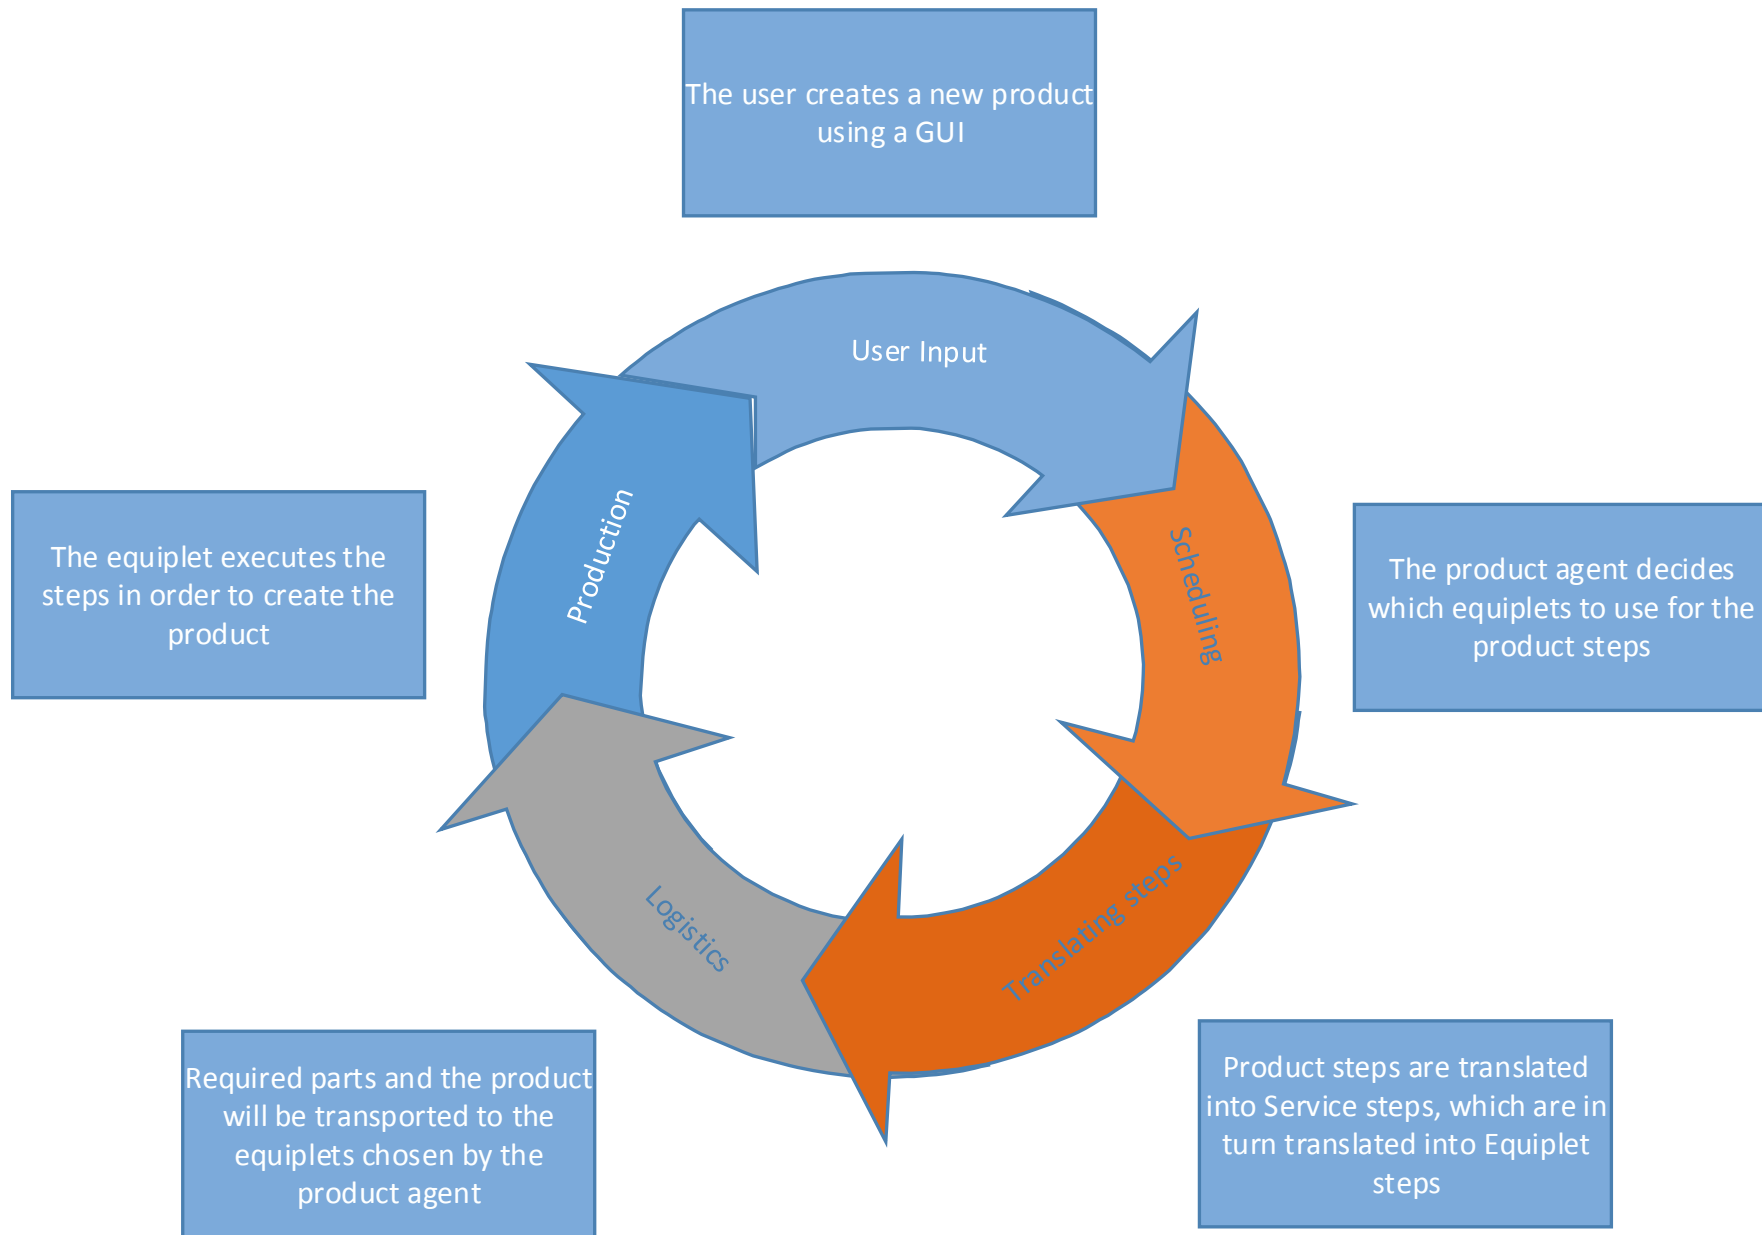 The user creates a new product
using a GUI
User Input
Scheduling
The product agent decides
which equiplets to use for the
product steps
Translating steps
Product steps are translated
into Service steps, which are in
turn translated into Equiplet
steps
Logistics
Required parts and the product
will be transported to the
equiplets chosen by the
product agent
Production
The equiplet executes the
steps in order to create the
product